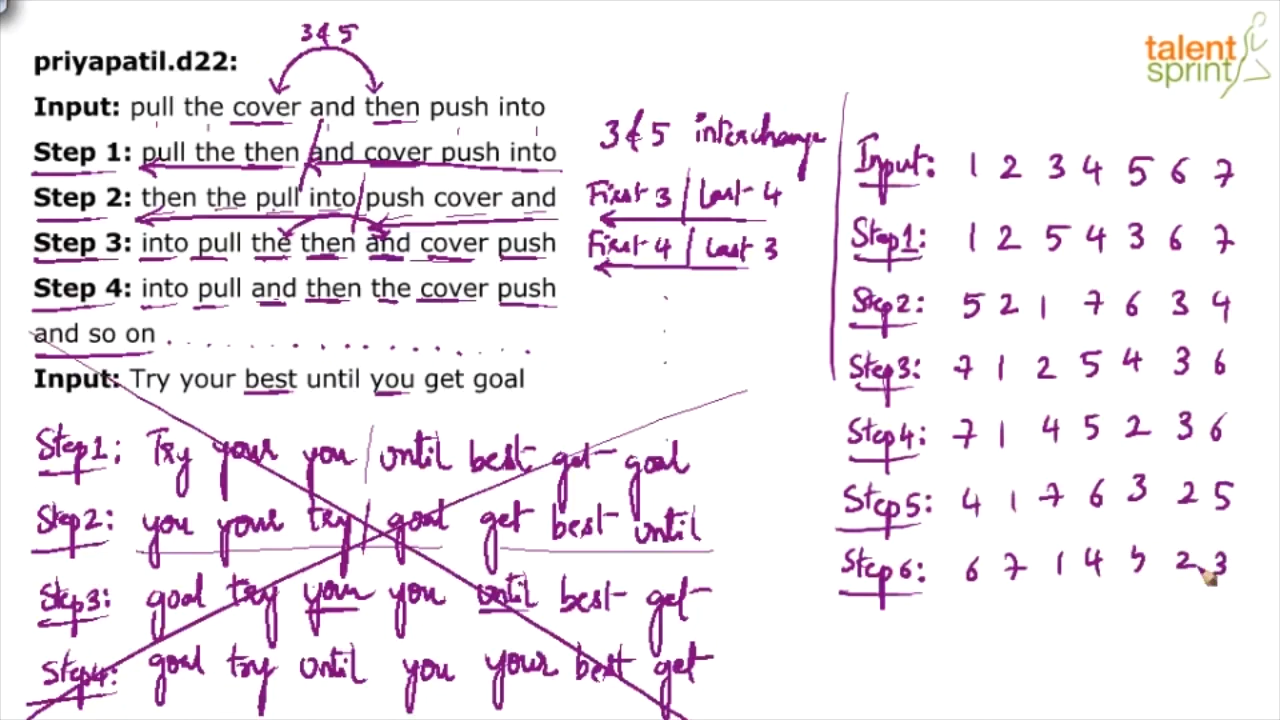 3 & 5
talent
sprint
priyapatil.d22:
Input: pull the cover and then push into
Step 1: pull the then and cover push into
Step 2: then the pull into push cover and
Step 3: into pull the then and cover push
Step 4: into pull and then the cover push
and so on . . . . . . . . . . . . . .
Input: Try your best until you get goal
Step1: Try your you until best get goal
Step2: you your try goal get best until
Step3: goal try your you until best get
Step4: goal try until you your best get
3 & 5 interchange
First 3 | Last 4
First 4 | Last 3
Input: 1 2 3 4 5 6 7
Step1: 1 2 5 4 3 6 7
Step2: 5 2 1 7 6 3 4
Step3: 7 1 2 5 4 3 6
Step4: 7 1 4 5 2 3 6
Step5: 4 1 7 6 3 2 5
Step6: 6 7 1 4 5 2 3